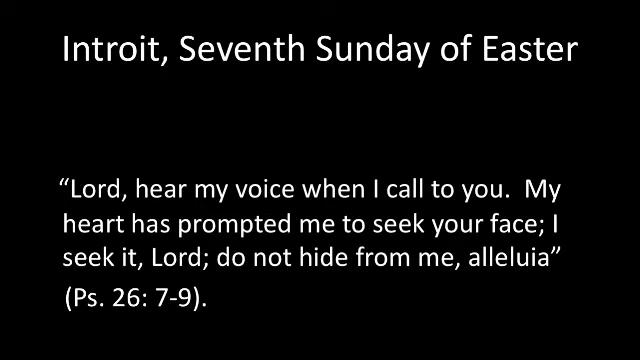 Introit, Seventh Sunday of Easter
“Lord, hear my voice when I call to you.  My
heart has prompted me to seek your face; I
seek it, Lord; do not hide from me, alleluia”
(Ps. 26: 7-9).